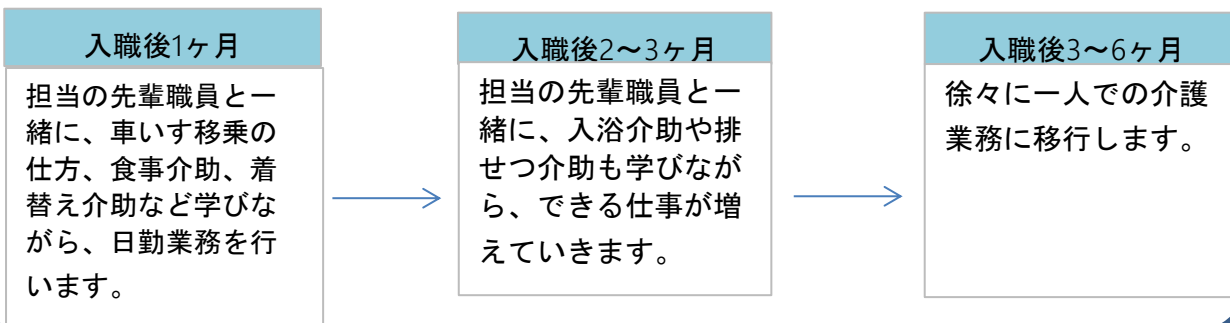 入職後1ヶ月
担当の先輩職員と一
緒に、車いす移乗の
仕方、食事介助、着
替え介助など学びな
がら、日勤業務を行
います。
入職後2～3ヶ月
担当の先輩職員と一
緒に、入浴介助や排
せつ介助も学びなが
ら、できる仕事が増
えていきます。
入職後3～6ヶ月
徐々に一人での介護
業務に移行します。